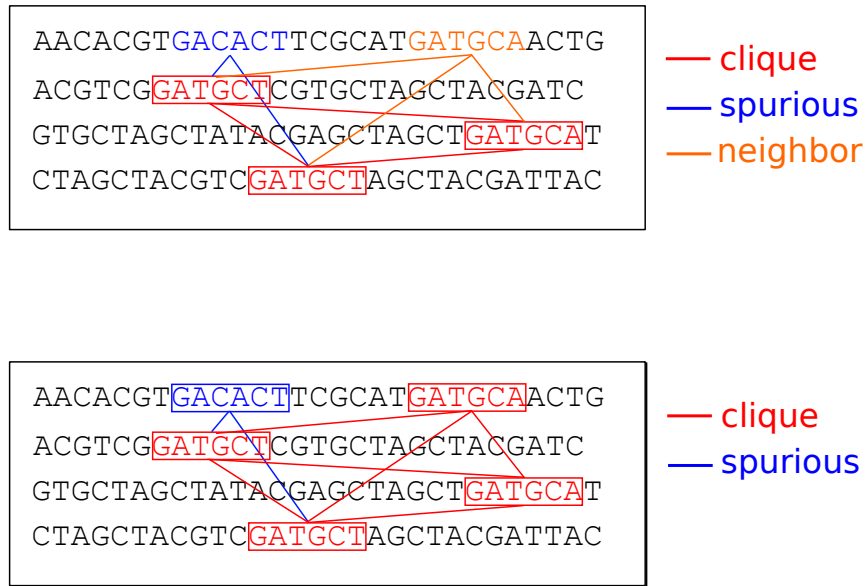 AACACGTGACACTTCGCATGATGCAACTG
ACGTCGGATGCTCGTGCTAGCTACGATC
GTGCTAGCTATACGAGCTAGCTGATGCAT
CTAGCTACGTCGATGCTAGCTACGATTAC
clique
spurious
neighbor
AACACGTGACACTTCGCATGATGCAACTG
ACGTCGGATGCTCGTGCTAGCTACGATC
GTGCTAGCTATACGAGCTAGCTGATGCAT
CTAGCTACGTCGATGCTAGCTACGATTAC
clique
spurious